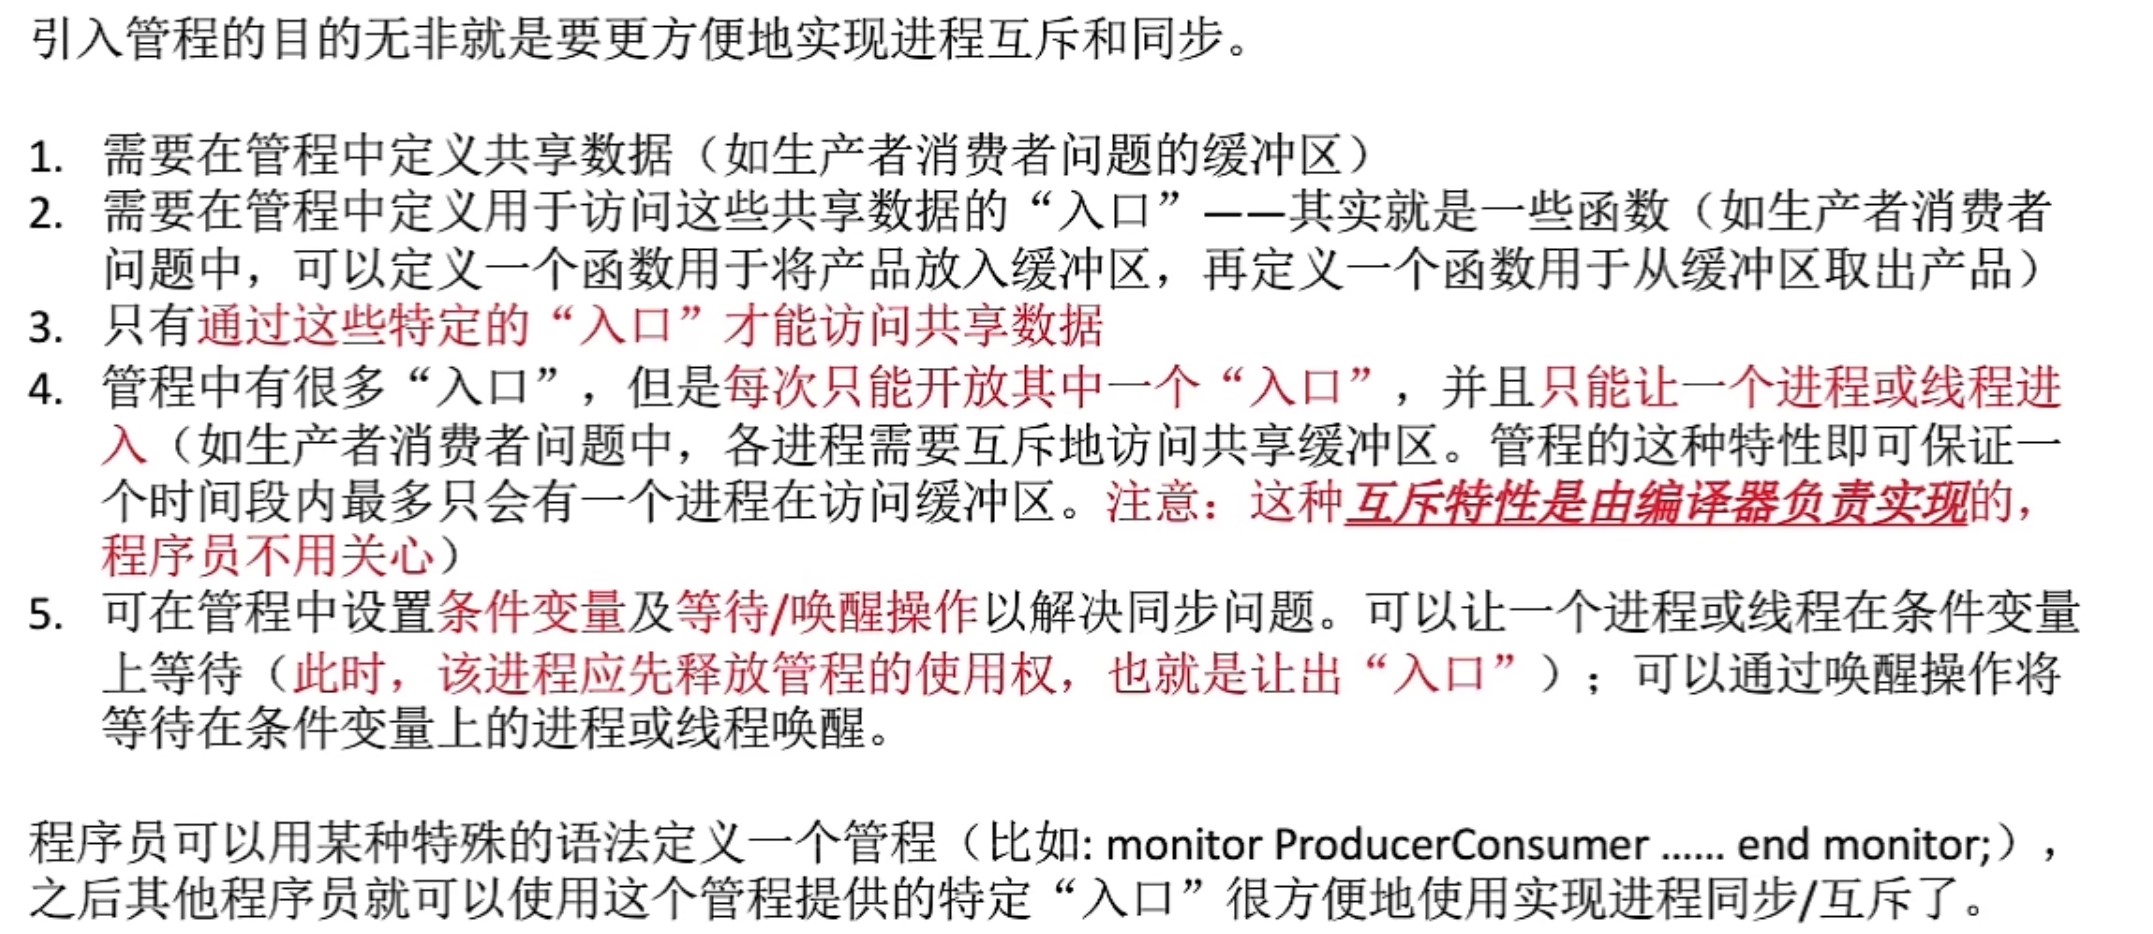 引入管程的目的无非就是要更方便地实现进程互斥和同步。
1. 需要在管程中定义共享数据（如生产者消费者问题的缓冲区）
2. 需要在管程中定义用于访问这些共享数据的“入口”——其实就是一些函数（如生产者消费者
问题中，可以定义一个函数用于将产品放入缓冲区，再定义一个函数用于从缓冲区取出产品）
3. 只有通过这些特定的“入口”才能访问共享数据
4. 管程中有很多“入口”，但是每次只能开放其中一个“入口”，并且只能让一个进程或线程进
入（如生产者消费者问题中，各进程需要互斥地访问共享缓冲区。管程的这种特性即可保证一
个时间段内最多只会有一个进程在访问缓冲区。注意：这种互斥特性是由编译器负责实现的，
程序员不用关心）
5. 可在管程中设置条件变量及等待/唤醒操作以解决同步问题。可以让一个进程或线程在条件变量
上等待（此时，该进程应先释放管程的使用权，也就是让出“入口”）；可以通过唤醒操作将
等待在条件变量上的进程或线程唤醒。
程序员可以用某种特殊的语法定义一个管程（比如: monitor ProducerConsumer …… end monitor;），
之后其他程序员就可以使用这个管程提供的特定“入口”很方便地使用实现进程同步/互斥了。